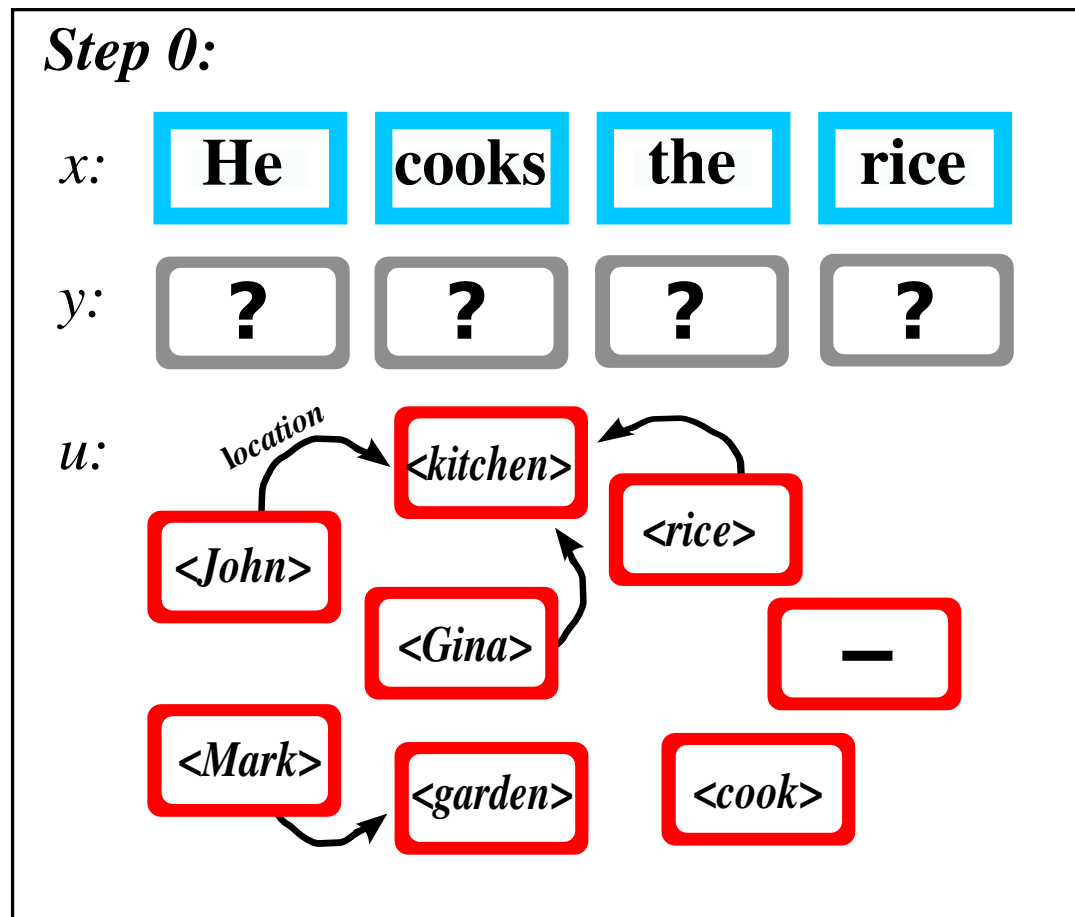 Step 0:
x: He cooks the rice
y: ? ? ? ?
u: location <kitchen>
<rice>
<John>
<Gina>
–
<Mark>
<garden> <cook>